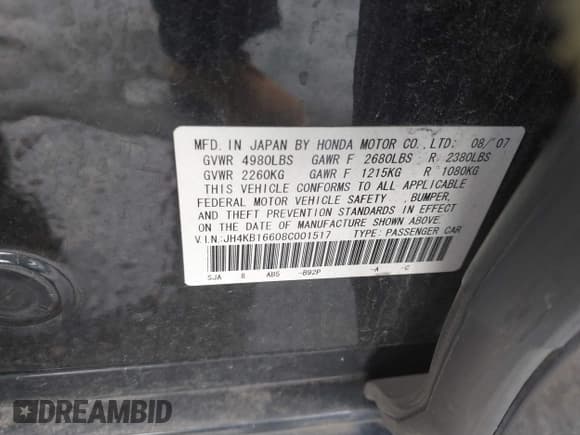 MFD. IN JAPAN BY HONDA MOTOR CO.,LTD: 08/'07
GVWR 4980LBS GAWR F 2680LBS R 2380LBS
GVWR 2260KG GAWR F 1215KG R 1080KG
THIS VEHICLE CONFORMS TO ALL APPLICABLE
FEDERAL MOTOR VEHICLE SAFETY ,BUMPER,
AND THEFT PREVENTION STANDARDS IN EFFECT
ON THE DATE OF MANUFACTURE SHOWN ABOVE.
V.I.N:JH4KB16608C001517 TYPE: PASSENGER CAR
SJA 8 AB5 -B92P -A -C
DREAMBID